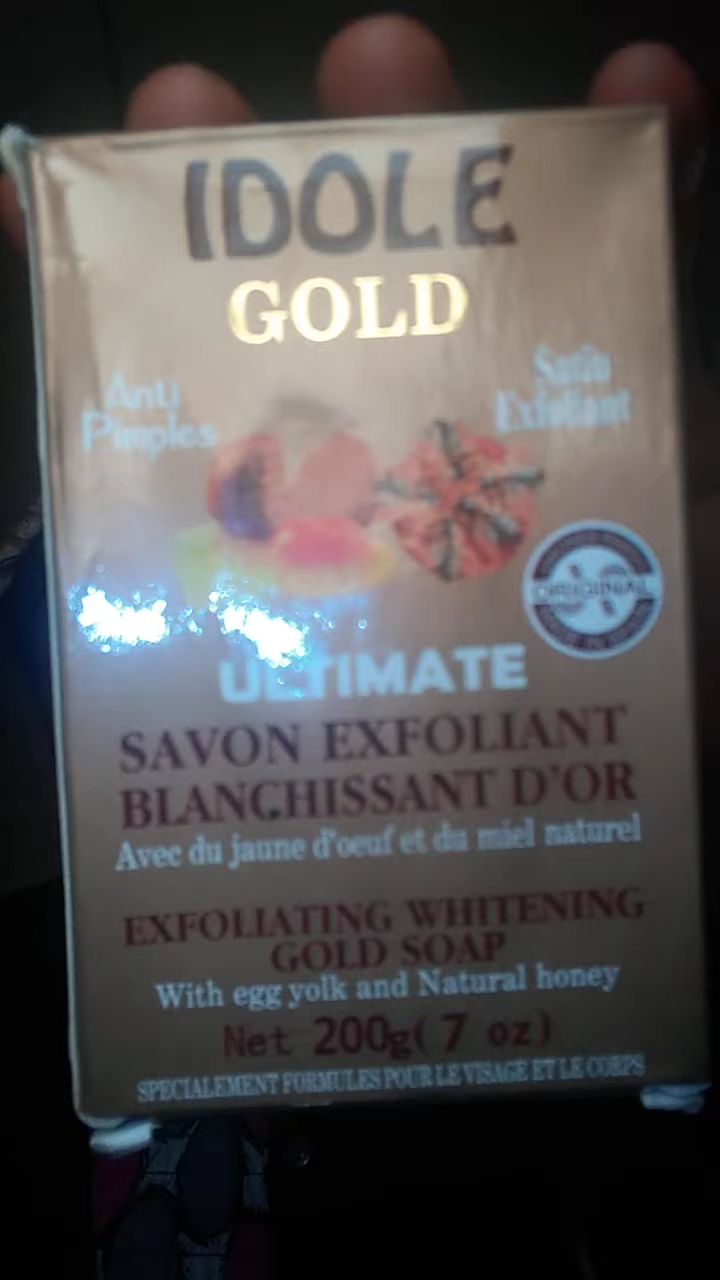 IDOLE
GOLD
Anti
Pimples
Satin
Exfoliant
ORIGINAL
ULTIMATE
SAVON EXFOLIANT
BLANCHISSANT D'OR
Avec du jaune d'oeuf et du miel naturel
EXFOLIATING WHITENING
GOLD SOAP
With egg yolk and Natural honey
Net 200g( 7 oz)
SPECIALEMENT FORMULES POUR LE VISAGE ET LE CORPS